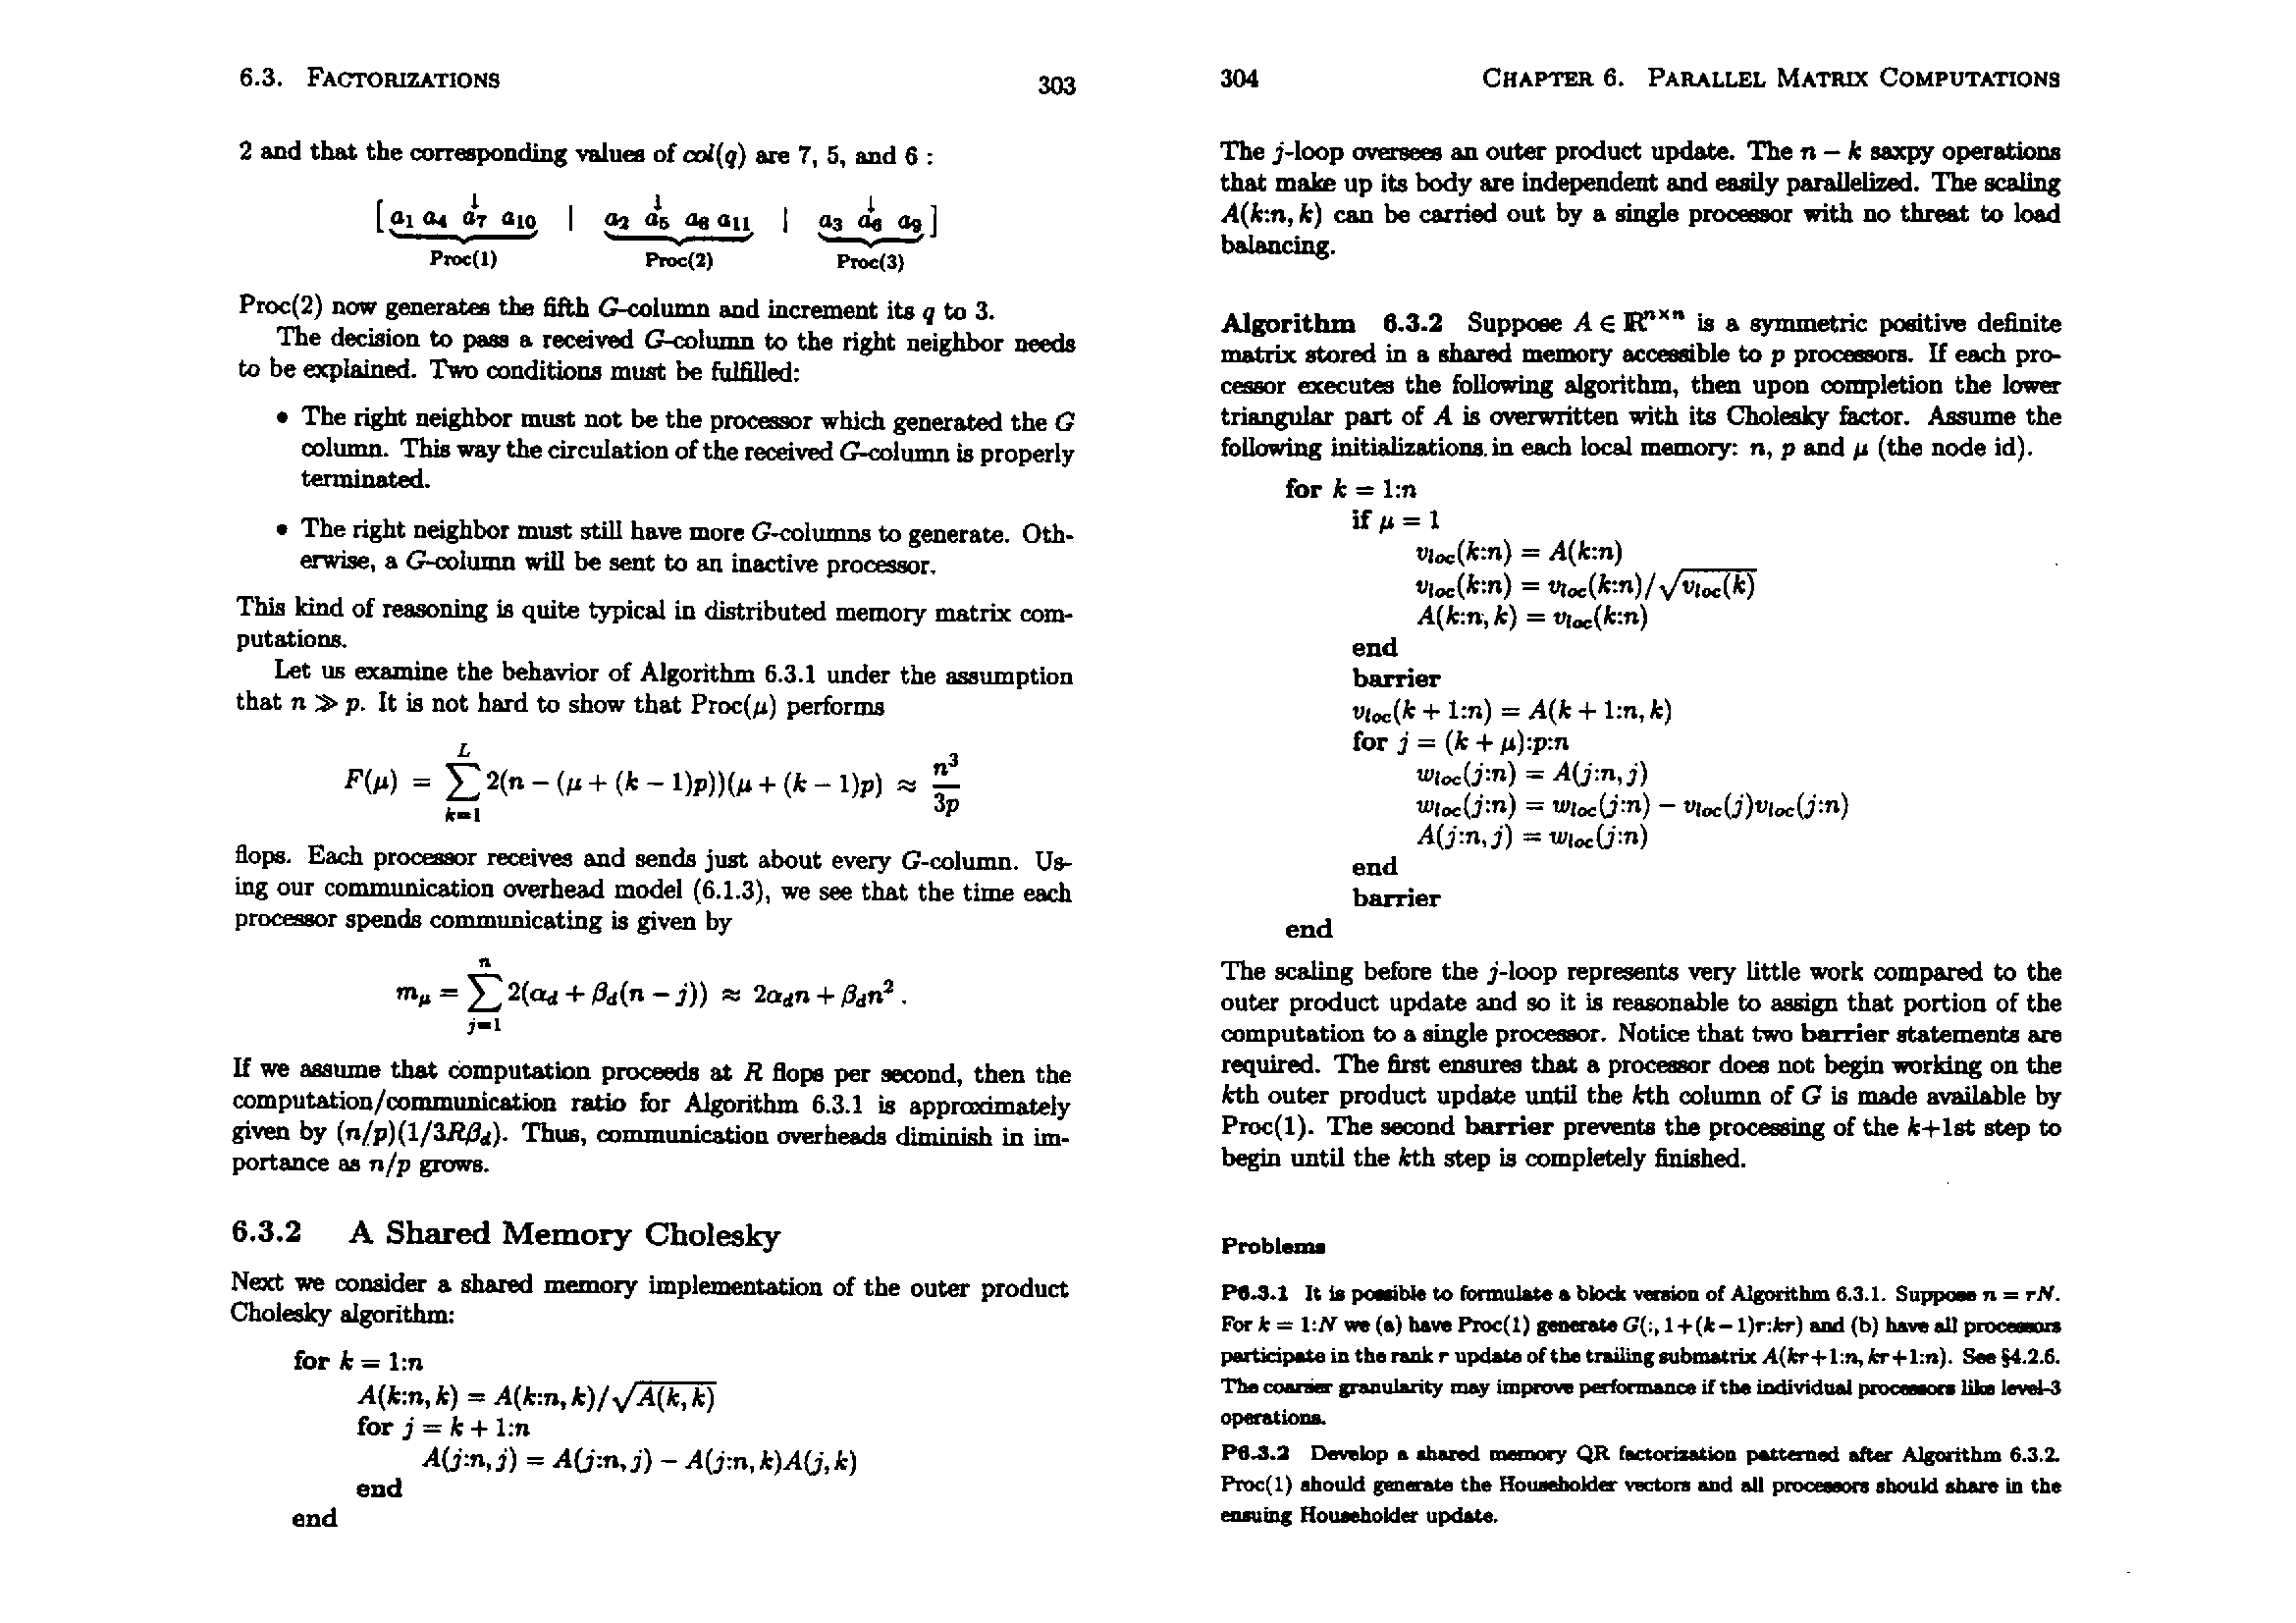 6.3. FACTORIZATIONS 303
2 and that the corresponding values of col(q) are 7, 5, and 6 :
[ a₁ a₄ a₇ a₁₀ | a₂ a₅ a₈ a₁₁ | a₃ a₆ a₉ ]
↓ ↓ ↓
Proc(1) Proc(2) Proc(3)
Proc(2) now generates the fifth G-column and increment its q to 3.
The decision to pass a received G-column to the right neighbor needs
to be explained. Two conditions must be fulfilled:
• The right neighbor must not be the processor which generated the G
column. This way the circulation of the received G-column is properly
terminated.
• The right neighbor must still have more G-columns to generate. Oth-
erwise, a G-column will be sent to an inactive processor.
This kind of reasoning is quite typical in distributed memory matrix com-
putations.
Let us examine the behavior of Algorithm 6.3.1 under the assumption
that n ≫ p. It is not hard to show that Proc(μ) performs
F(μ) = ∑_{k=1}^{L} 2(n − (μ + (k − 1)p))(μ + (k − 1)p) ≈ n³/3p
flops. Each processor receives and sends just about every G-column. Us-
ing our communication overhead model (6.1.3), we see that the time each
processor spends communicating is given by
m_μ = ∑_{j=1}^{n} 2(α_d + β_d(n − j)) ≈ 2α_d n + β_d n² .
If we assume that computation proceeds at R flops per second, then the
computation/communication ratio for Algorithm 6.3.1 is approximately
given by (n/p)(1/3Rβ_d). Thus, communication overheads diminish in im-
portance as n/p grows.
6.3.2 A Shared Memory Cholesky
Next we consider a shared memory implementation of the outer product
Cholesky algorithm:
for k = 1:n
A(k:n, k) = A(k:n, k)/√A(k, k)
for j = k + 1:n
A(j:n, j) = A(j:n, j) − A(j:n, k)A(j, k)
end
end
304 CHAPTER 6. PARALLEL MATRIX COMPUTATIONS
The j-loop oversees an outer product update. The n − k saxpy operations
that make up its body are independent and easily parallelized. The scaling
A(k:n, k) can be carried out by a single processor with no threat to load
balancing.
Algorithm 6.3.2 Suppose A ∈ ℝⁿˣⁿ is a symmetric positive definite
matrix stored in a shared memory accessible to p processors. If each pro-
cessor executes the following algorithm, then upon completion the lower
triangular part of A is overwritten with its Cholesky factor. Assume the
following initializations in each local memory: n, p and μ (the node id).
for k = 1:n
if μ = 1
v_loc(k:n) = A(k:n)
v_loc(k:n) = v_loc(k:n)/√v_loc(k)
A(k:n, k) = v_loc(k:n)
end
barrier
v_loc(k + 1:n) = A(k + 1:n, k)
for j = (k + μ):p:n
w_loc(j:n) = A(j:n, j)
w_loc(j:n) = w_loc(j:n) − v_loc(j)v_loc(j:n)
A(j:n, j) = w_loc(j:n)
end
barrier
end
The scaling before the j-loop represents very little work compared to the
outer product update and so it is reasonable to assign that portion of the
computation to a single processor. Notice that two barrier statements are
required. The first ensures that a processor does not begin working on the
kth outer product update until the kth column of G is made available by
Proc(1). The second barrier prevents the processing of the k+1st step to
begin until the kth step is completely finished.
Problems
P6.3.1 It is possible to formulate a block version of Algorithm 6.3.1. Suppose n = rN.
For k = 1:N we (a) have Proc(1) generate G(:, 1+(k−1)r:kr) and (b) have all processors
participate in the rank r update of the trailing submatrix A(kr+1:n, kr+1:n). See §4.2.6.
The coarser granularity may improve performance if the individual processors like level-3
operations.
P6.3.2 Develop a shared memory QR factorization patterned after Algorithm 6.3.2.
Proc(1) should generate the Householder vectors and all processors should share in the
ensuing Householder update.